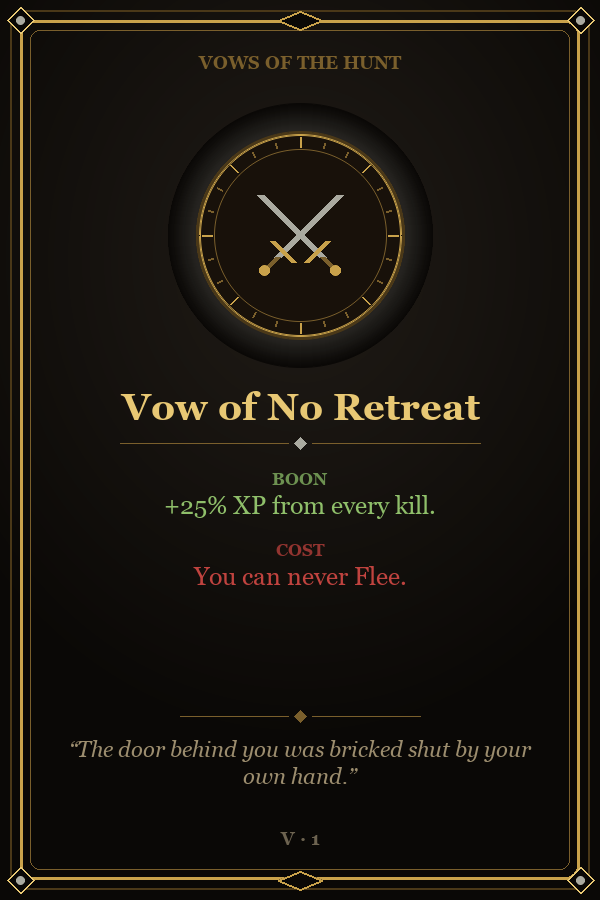 VOWS OF THE HUNT
Vow of No Retreat
BOON
+25% XP from every kill.
COST
You can never Flee.
“The door behind you was bricked shut by your
own hand.”
V · 1